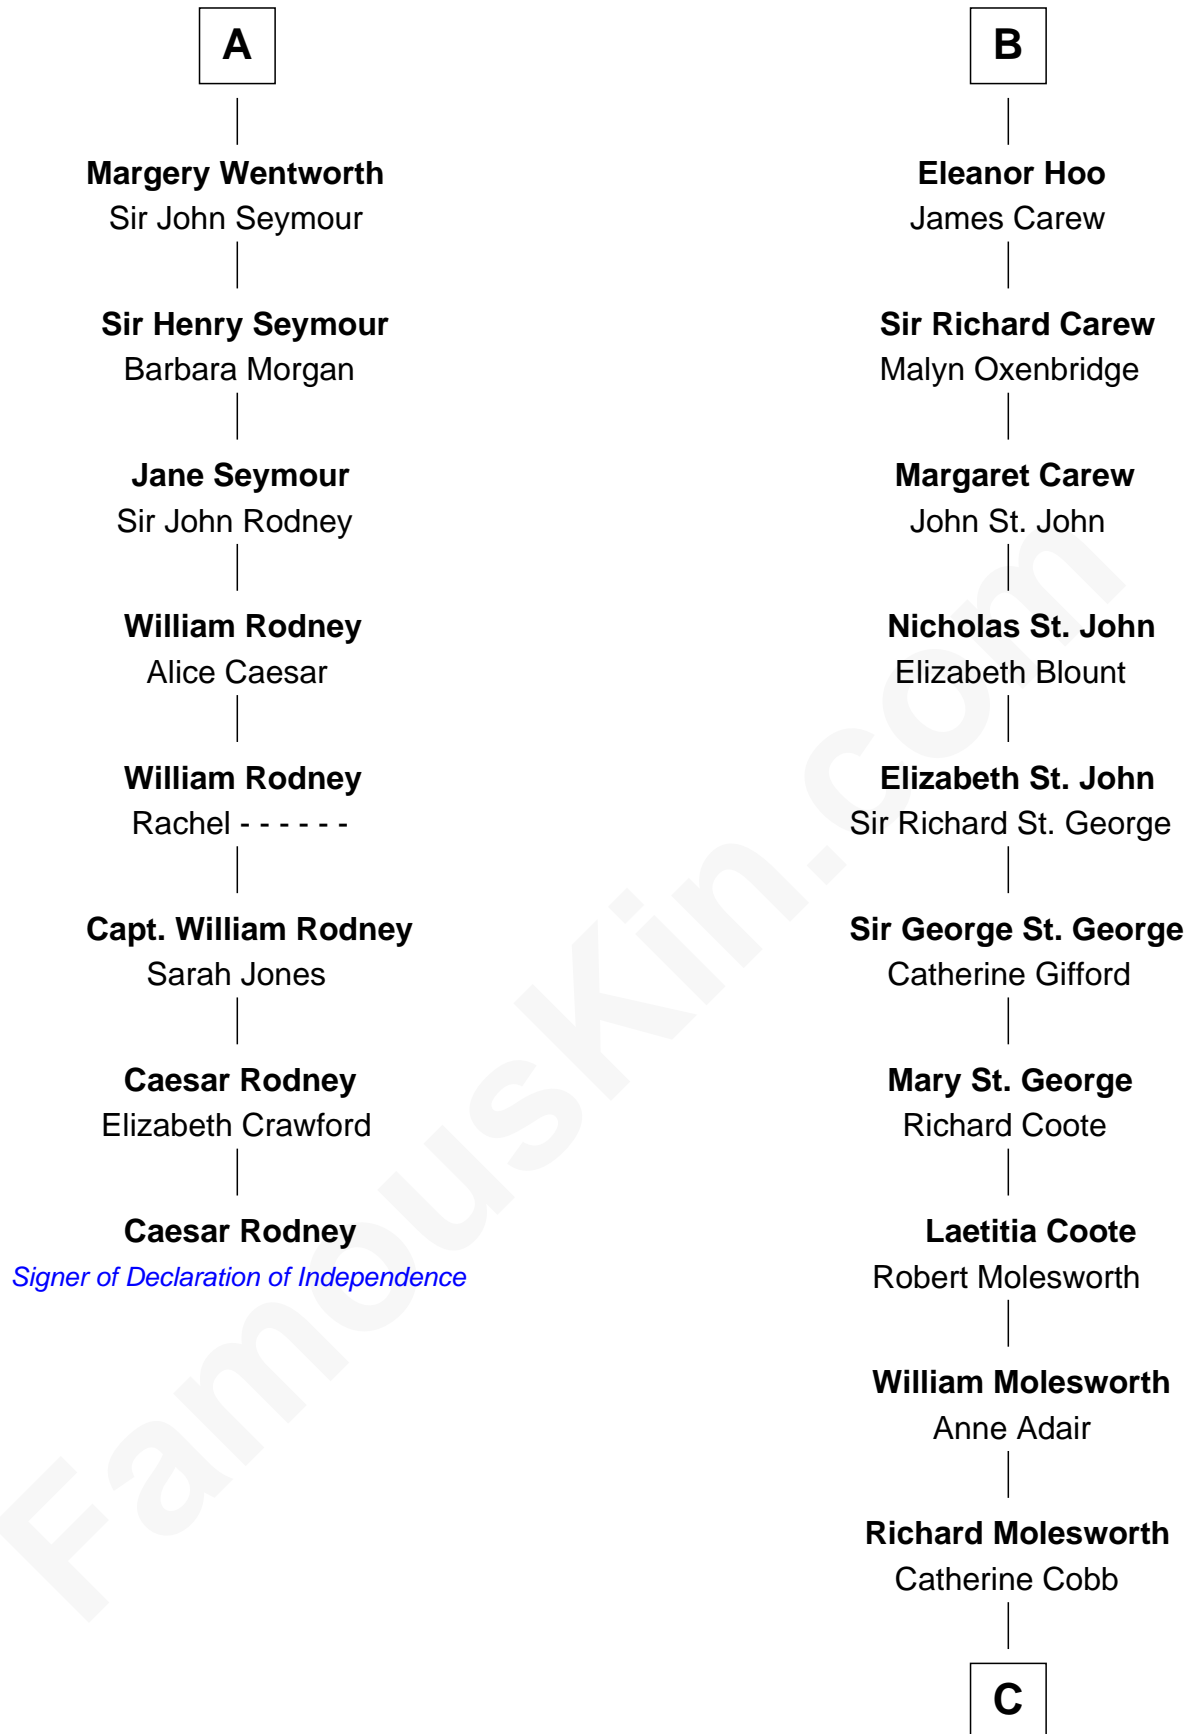 A
Margery Wentworth
Sir John Seymour
Sir Henry Seymour
Barbara Morgan
Jane Seymour
Sir John Rodney
William Rodney
Alice Caesar
William Rodney
Rachel - - - - - -
Capt. William Rodney
Sarah Jones
Caesar Rodney
Elizabeth Crawford
Caesar Rodney
Signer of Declaration of Independence
B
Eleanor Hoo
James Carew
Sir Richard Carew
Malyn Oxenbridge
Margaret Carew
John St. John
Nicholas St. John
Elizabeth Blount
Elizabeth St. John
Sir Richard St. George
Sir George St. George
Catherine Gifford
Mary St. George
Richard Coote
Laetitia Coote
Robert Molesworth
William Molesworth
Anne Adair
Richard Molesworth
Catherine Cobb
C
FamousKin.com